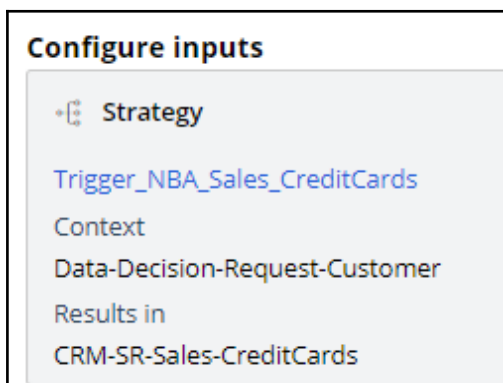 Configure inputs
Strategy
Trigger_NBA_Sales_CreditCards
Context
Data-Decision-Request-Customer
Results in
CRM-SR-Sales-CreditCards